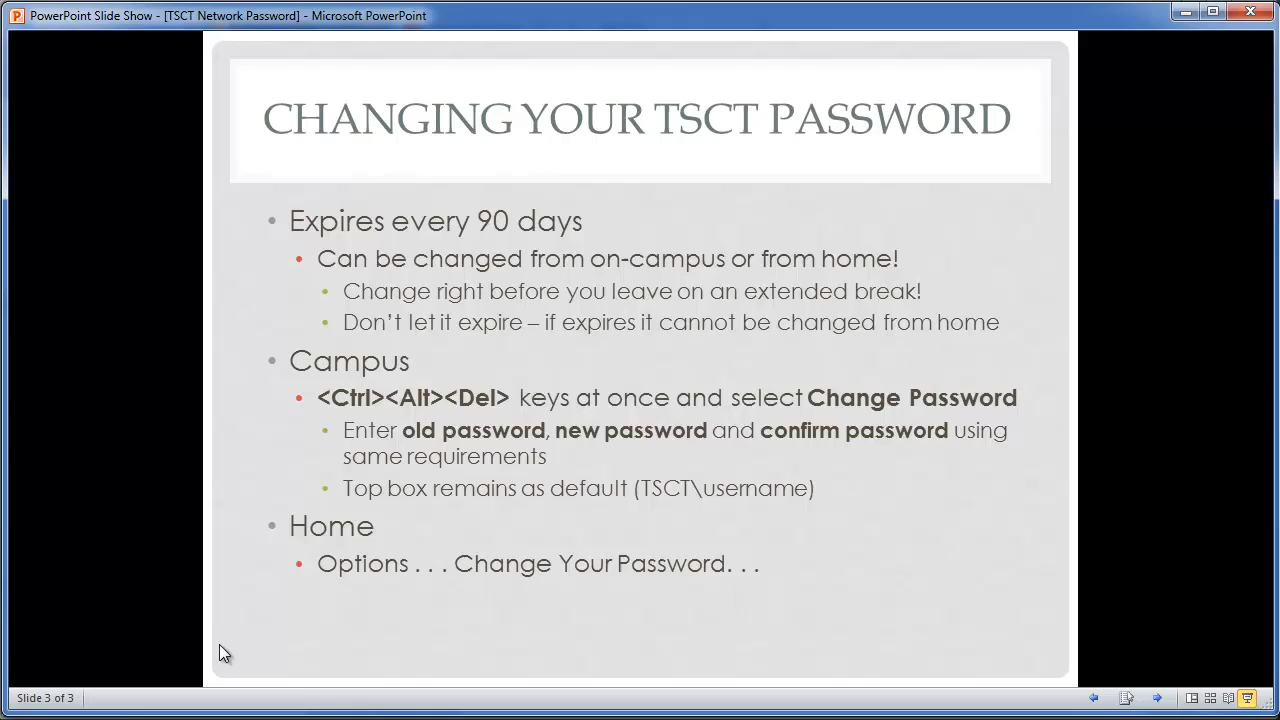 PowerPoint Slide Show - [TSCT Network Password] - Microsoft PowerPoint
CHANGING YOUR TSCT PASSWORD
• Expires every 90 days
• Can be changed from on-campus or from home!
• Change right before you leave on an extended break!
• Don't let it expire – if expires it cannot be changed from home
• Campus
• <Ctrl><Alt><Del> keys at once and select Change Password
• Enter old password, new password and confirm password using
same requirements
• Top box remains as default (TSCT\username)
• Home
• Options . . . Change Your Password. . .
Slide 3 of 3